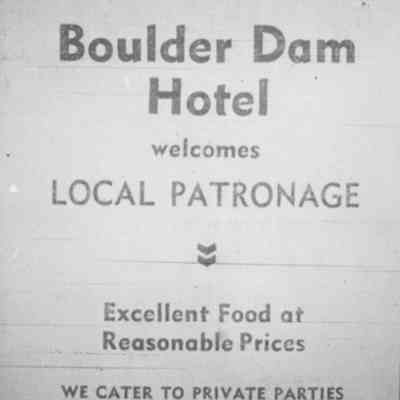 Boulder Dam
Hotel
welcomes
LOCAL PATRONAGE
Excellent Food at
Reasonable Prices
WE CATER TO PRIVATE PARTIES